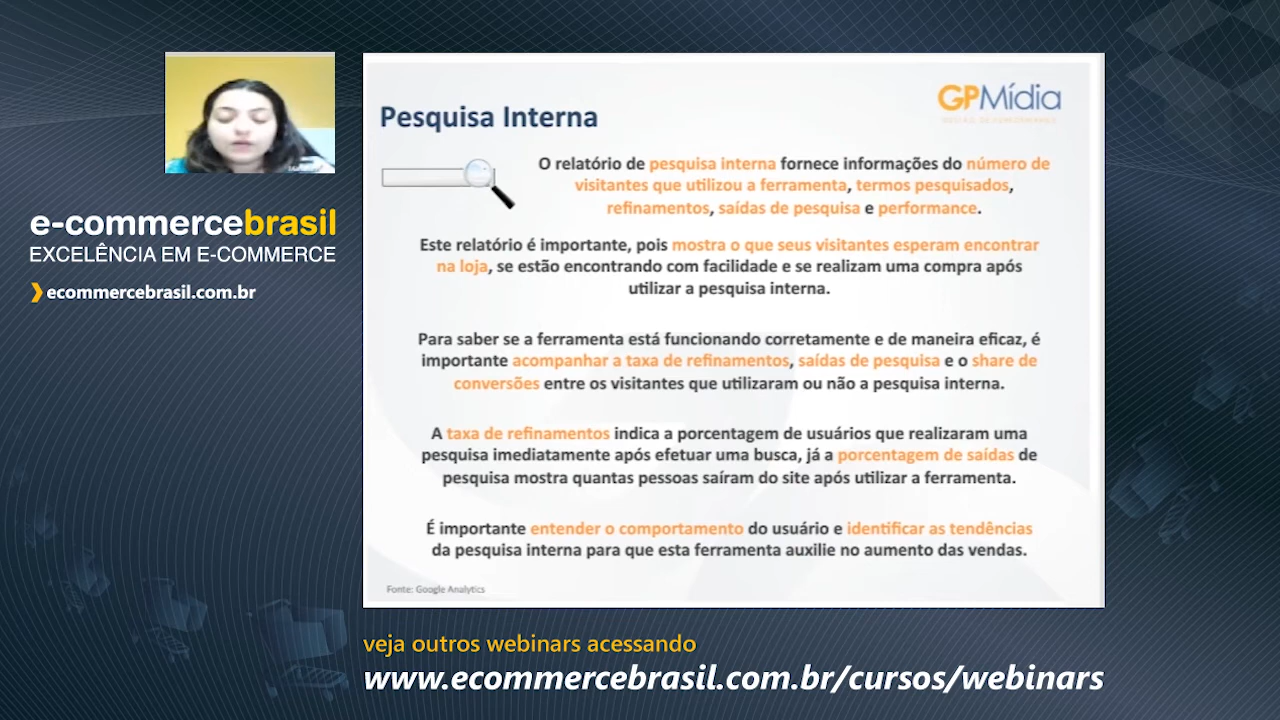 e-commercebrasil
EXCELÊNCIA EM E-COMMERCE
ecommercebrasil.com.br
GPMídia
Pesquisa Interna
O relatório de pesquisa interna fornece informações do número de
visitantes que utilizou a ferramenta, termos pesquisados,
refinamentos, saídas de pesquisa e performance.
Este relatório é importante, pois mostra o que seus visitantes esperam encontrar
na loja, se estão encontrando com facilidade e se realizam uma compra após
utilizar a pesquisa interna.
Para saber se a ferramenta está funcionando corretamente e de maneira eficaz, é
importante acompanhar a taxa de refinamentos, saídas de pesquisa e o share de
conversões entre os visitantes que utilizaram ou não a pesquisa interna.
A taxa de refinamentos indica a porcentagem de usuários que realizaram uma
pesquisa imediatamente após efetuar uma busca, já a porcentagem de saídas de
pesquisa mostra quantas pessoas saíram do site após utilizar a ferramenta.
É importante entender o comportamento do usuário e identificar as tendências
da pesquisa interna para que esta ferramenta auxilie no aumento das vendas.
Fonte: Google Analytics
veja outros webinars acessando
www.ecommercebrasil.com.br/cursos/webinars